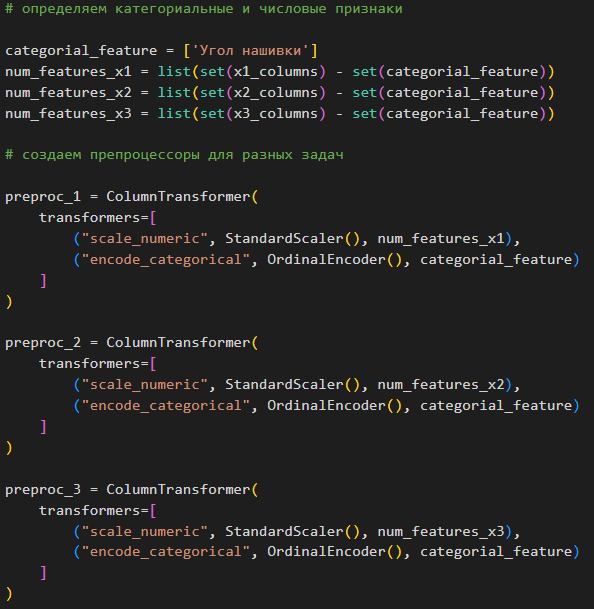 # определяем категориальные и числовые признаки
categorial_feature = ['Угол нашивки']
num_features_x1 = list(set(x1_columns) - set(categorial_feature))
num_features_x2 = list(set(x2_columns) - set(categorial_feature))
num_features_x3 = list(set(x3_columns) - set(categorial_feature))
# создаем препроцессоры для разных задач
preproc_1 = ColumnTransformer(
    transformers=[
        ("scale_numeric", StandardScaler(), num_features_x1),
        ("encode_categorical", OrdinalEncoder(), categorial_feature)
    ]
)
preproc_2 = ColumnTransformer(
    transformers=[
        ("scale_numeric", StandardScaler(), num_features_x2),
        ("encode_categorical", OrdinalEncoder(), categorial_feature)
    ]
)
preproc_3 = ColumnTransformer(
    transformers=[
        ("scale_numeric", StandardScaler(), num_features_x3),
        ("encode_categorical", OrdinalEncoder(), categorial_feature)
    ]
)